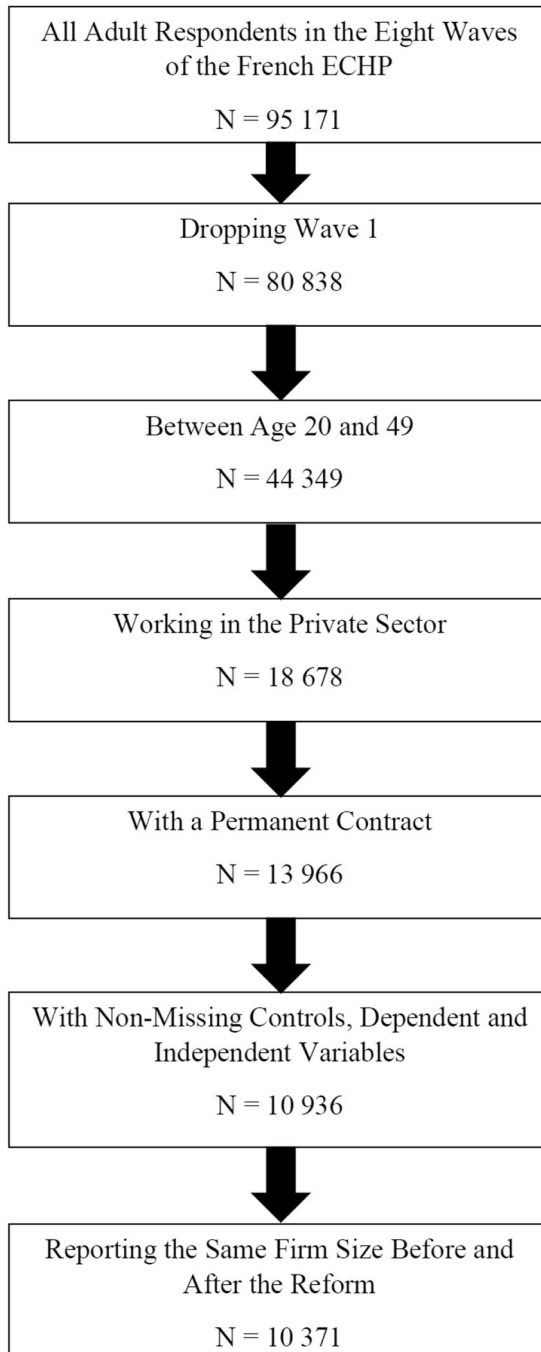 All Adult Respondents in the Eight Waves
of the French ECHP
N = 95 171
Dropping Wave 1
N = 80 838
Between Age 20 and 49
N = 44 349
Working in the Private Sector
N = 18 678
With a Permanent Contract
N = 13 966
With Non-Missing Controls, Dependent and
Independent Variables
N = 10 936
Reporting the Same Firm Size Before and
After the Reform
N = 10 371